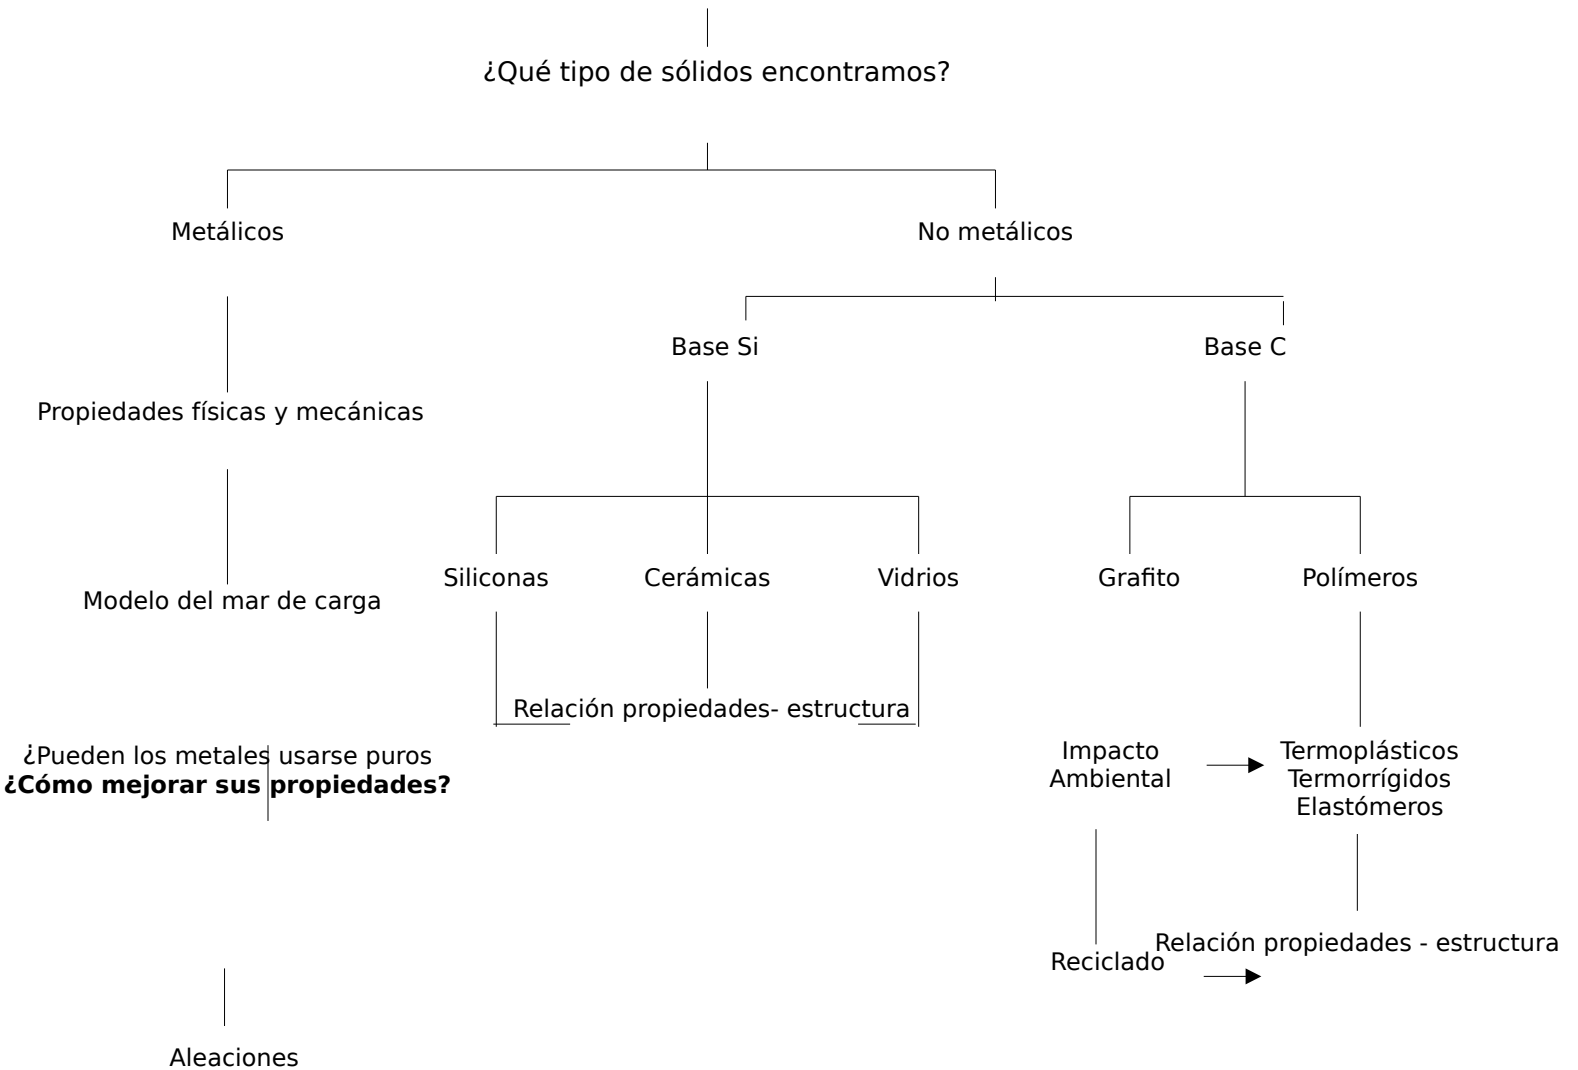 ¿Qué tipo de sólidos encontramos?
Metálicos
No metálicos
Base Si
Base C
Propiedades físicas y mecánicas
Siliconas
Cerámicas
Vidrios
Grafito
Polímeros
Modelo del mar de carga
Relación propiedades- estructura
¿Pueden los metales usarse puros
¿Cómo mejorar sus propiedades?
Impacto
Ambiental
Termoplásticos
Termorrígidos
Elastómeros
Relación propiedades - estructura
Reciclado
Aleaciones